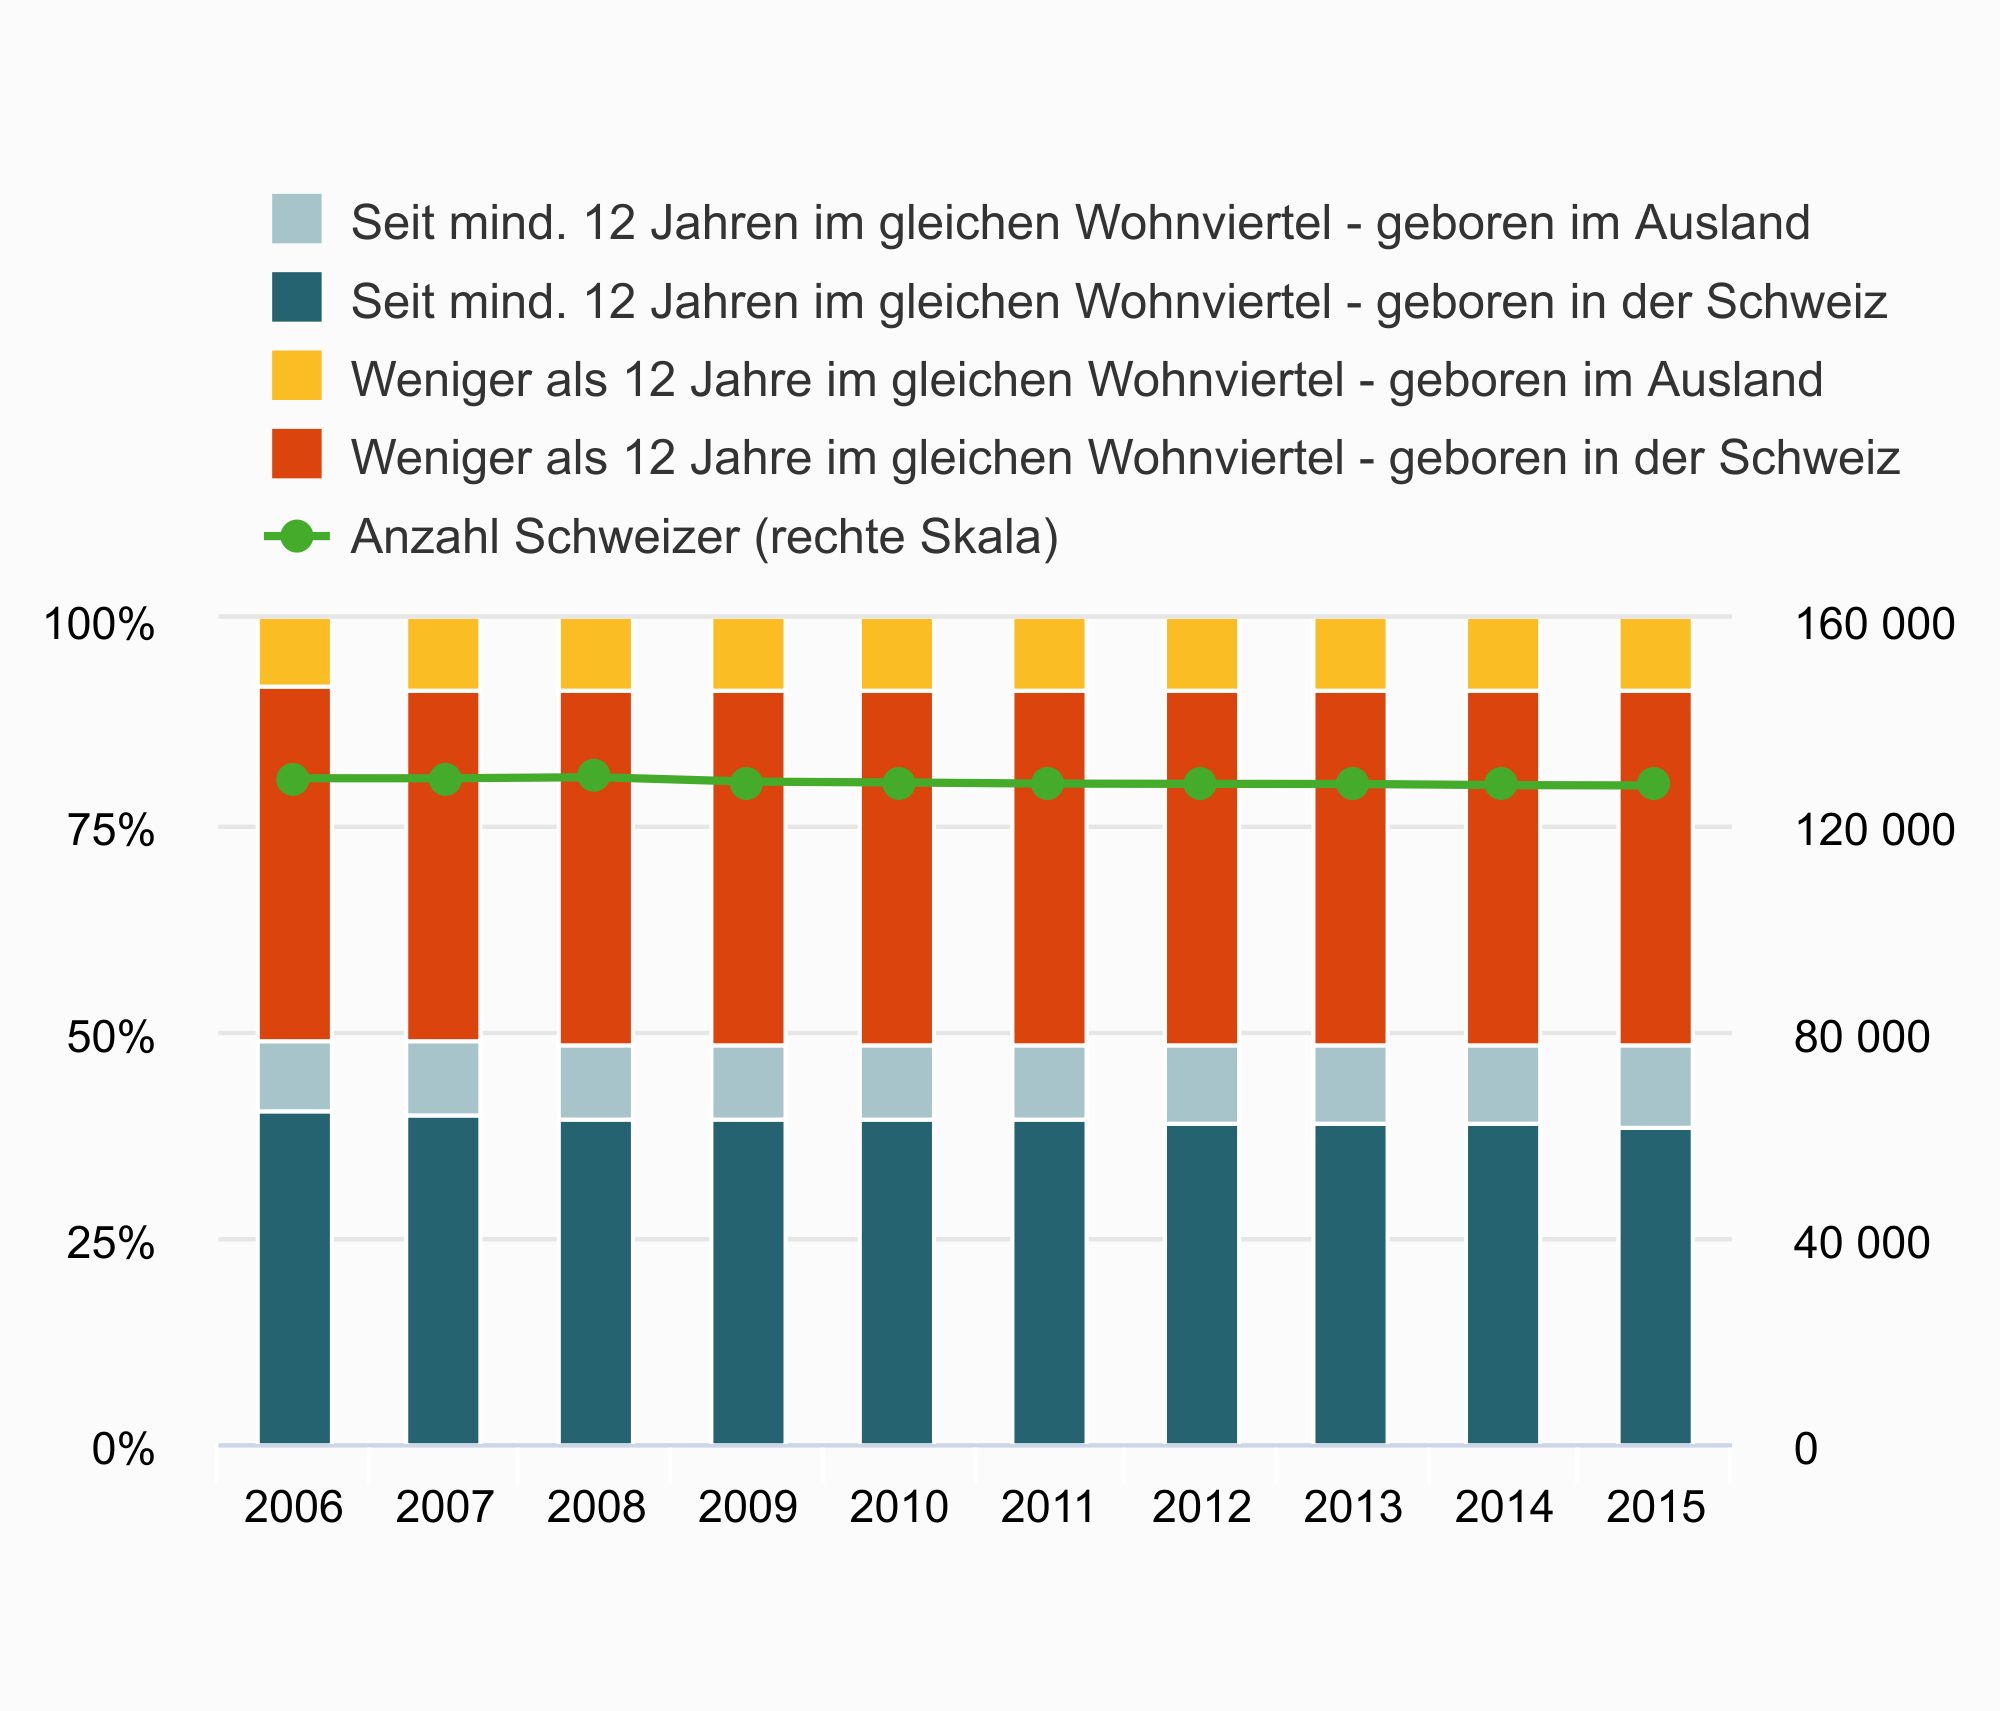 Seit mind. 12 Jahren im gleichen Wohnviertel - geboren im Ausland
Seit mind. 12 Jahren im gleichen Wohnviertel - geboren in der Schweiz
Weniger als 12 Jahre im gleichen Wohnviertel - geboren im Ausland
Weniger als 12 Jahre im gleichen Wohnviertel - geboren in der Schweiz
Anzahl Schweizer (rechte Skala)
100% 160 000
75% 120 000
50% 80 000
25% 40 000
0% 0
2006 2007 2008 2009 2010 2011 2012 2013 2014 2015